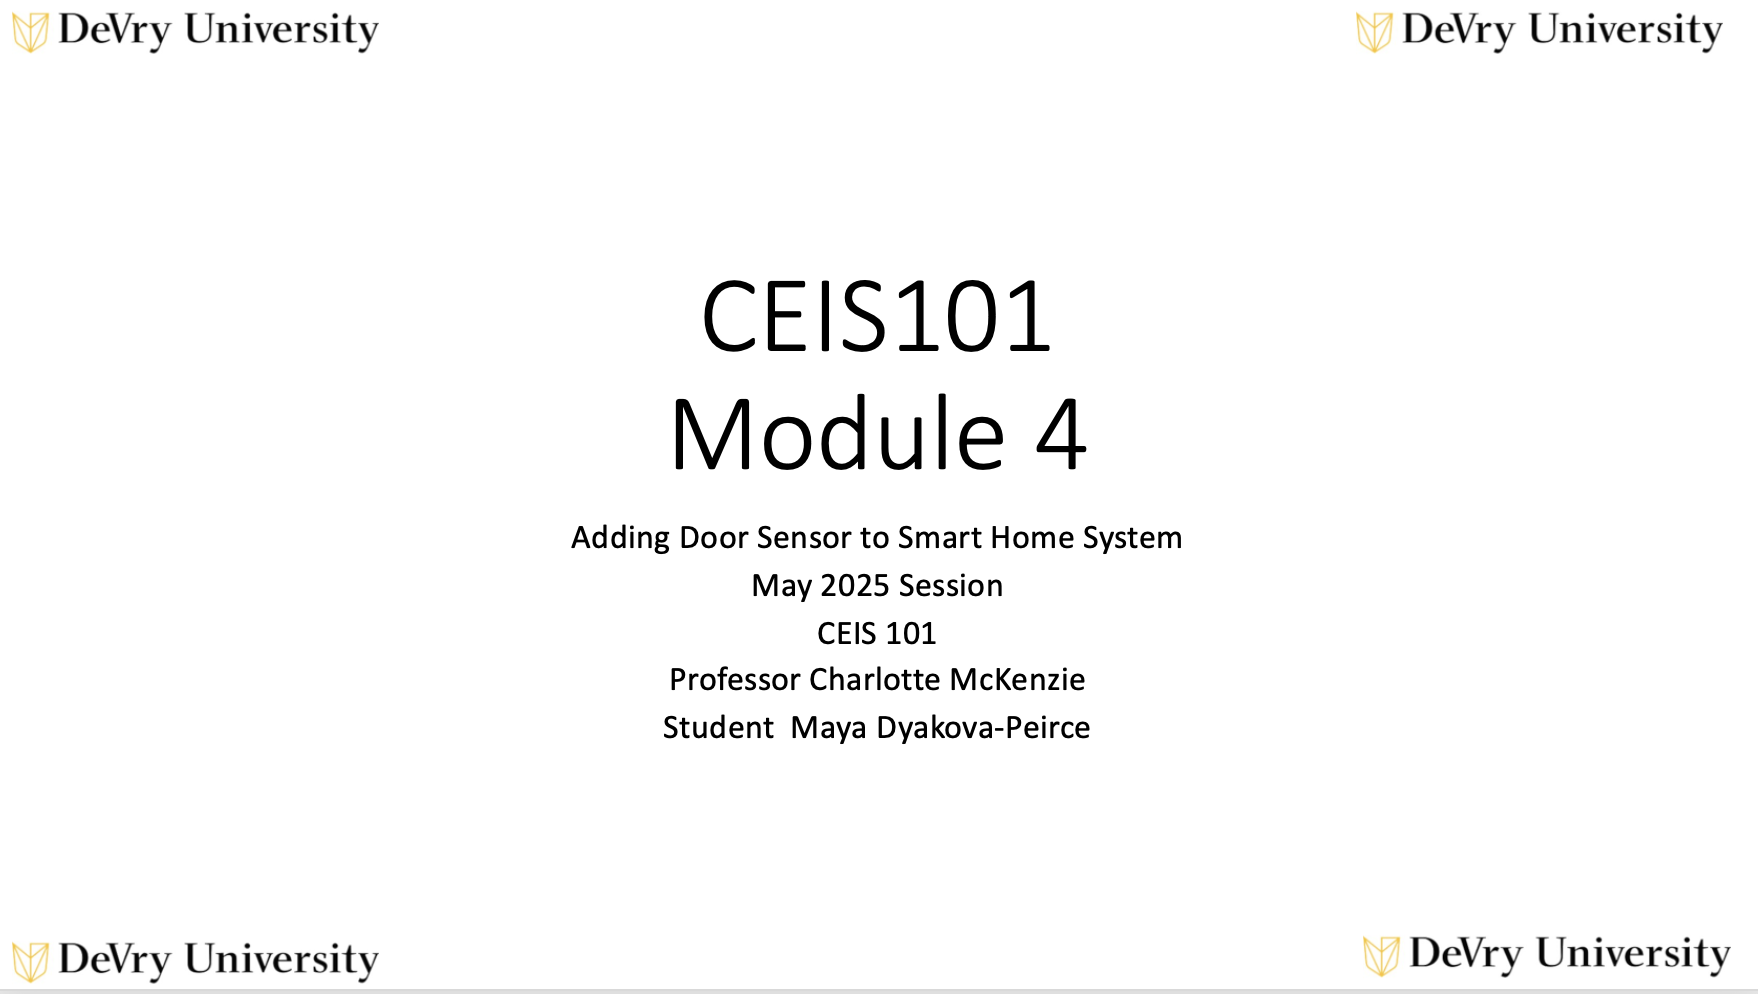 DeVry University
DeVry University
CEIS101
Module 4
Adding Door Sensor to Smart Home System
May 2025 Session
CEIS 101
Professor Charlotte McKenzie
Student  Maya Dyakova-Peirce
DeVry University
DeVry University